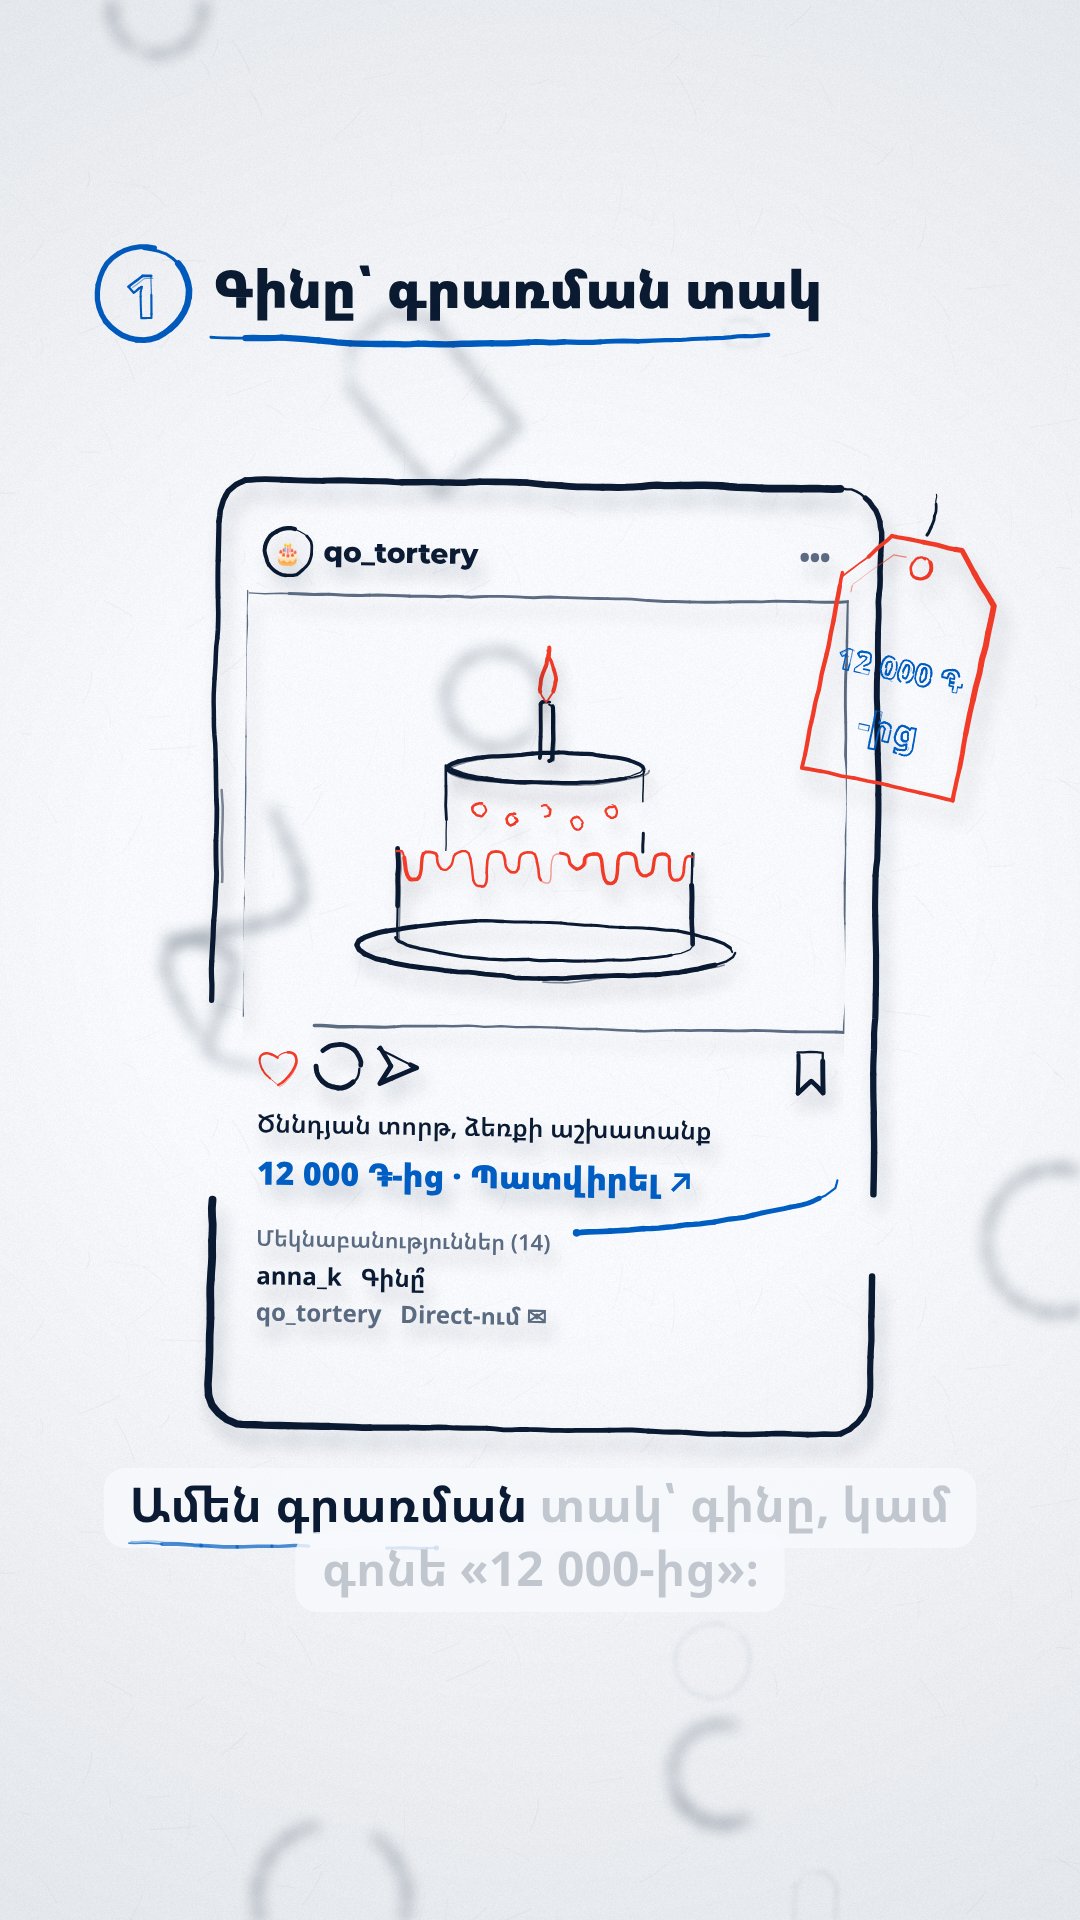 1 Գինը՝ գրառման տակ
qo_tortery
12 000 ֏
-ից
Ծննդյան տորթ, ձեռքի աշխատանք
12 000 ֏-ից · Պատվիրել ↗
Մեկնաբանություններ (14)
anna_k Գինը՞
qo_tortery Direct-ում ✉
Ամեն գրառման տակ՝ գինը, կամ
գոնե «12 000-ից»: